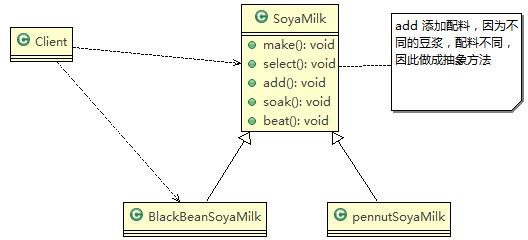 C SoyaMilk
make(): void
select(): void
add(): void
soak(): void
beat(): void
add 添加配料，因为不
同的豆浆，配料不同，
因此做成抽象方法
C Client
C BlackBeanSoyaMilk
C pennutSoyaMilk